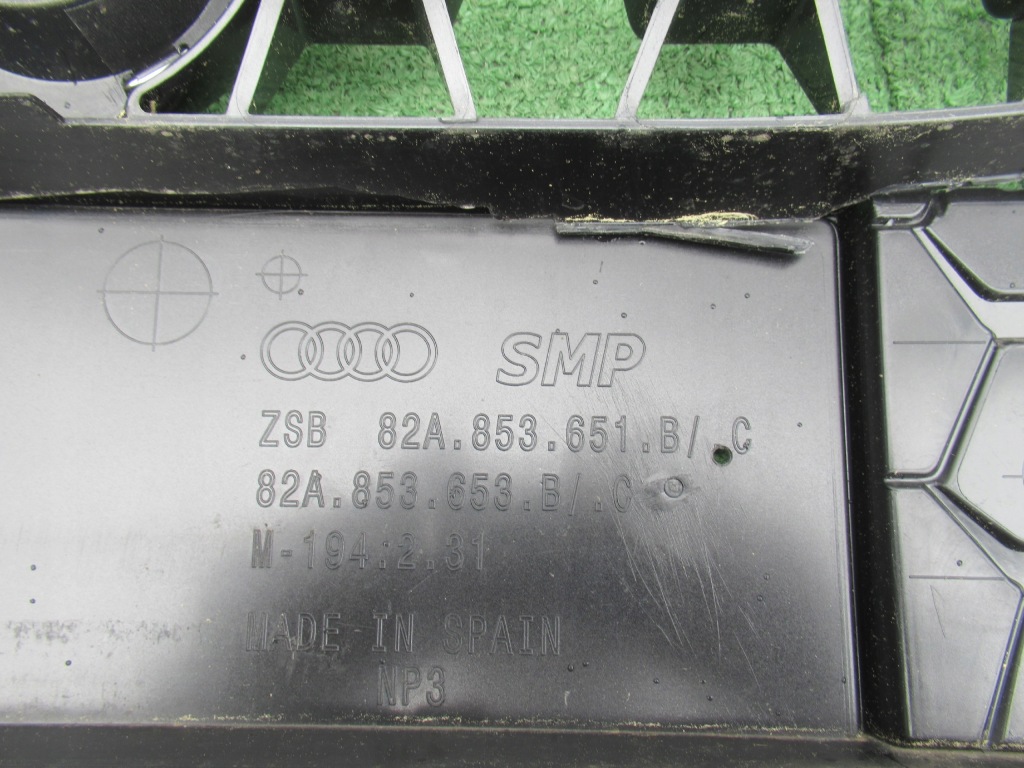 SMP
ZSB 82A.853.651.B/.C
82A.853.653.B/.C
M-194:2.31
MADE IN SPAIN
NP3